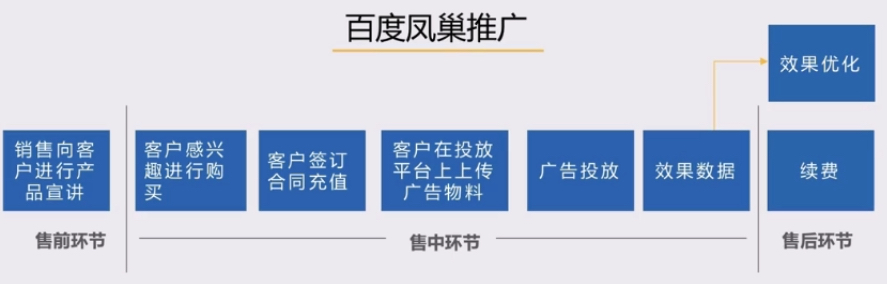 百度凤巢推广
效果优化
销售向客
户进行产
品宣讲
客户感兴
趣进行购
买
客户签订
合同充值
客户在投放
平台上上传
广告物料
广告投放
效果数据
续费
售前环节
售中环节
售后环节